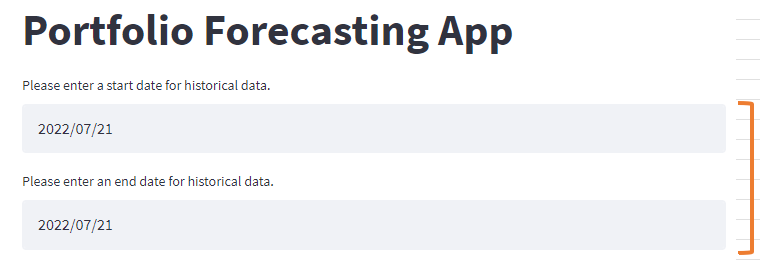 Portfolio Forecasting App
Please enter a start date for historical data.
2022/07/21
Please enter an end date for historical data.
2022/07/21